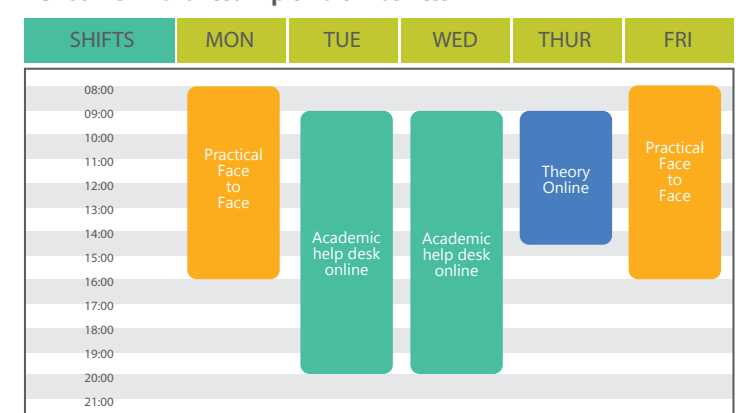 SHIFTS MON TUE WED THUR FRI
08:00
09:00
10:00
11:00
12:00
13:00
14:00
15:00
16:00
17:00
18:00
19:00
20:00
21:00
Practical
Face
to
Face
Academic
help desk
online
Academic
help desk
online
Theory
Online
Practical
Face
to
Face